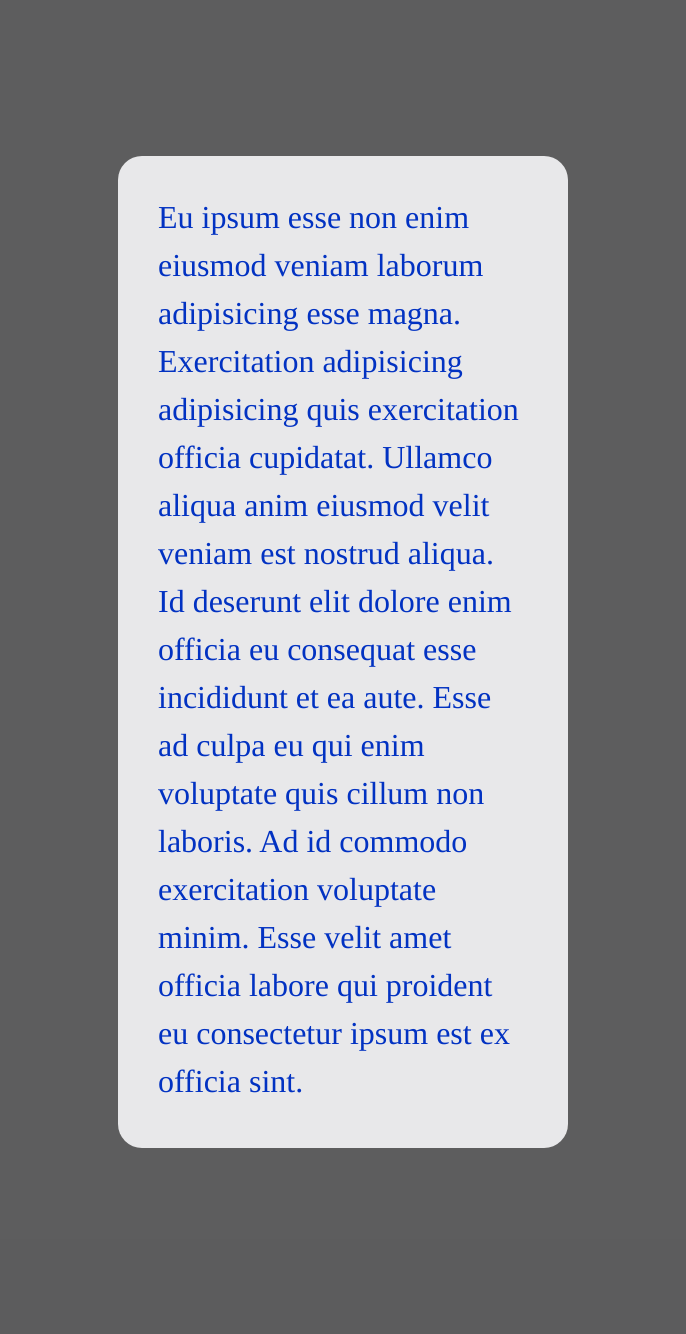 Eu ipsum esse non enim
eiusmod veniam laborum
adipisicing esse magna.
Exercitation adipisicing
adipisicing quis exercitation
officia cupidatat. Ullamco
aliqua anim eiusmod velit
veniam est nostrud aliqua.
Id deserunt elit dolore enim
officia eu consequat esse
incididunt et ea aute. Esse
ad culpa eu qui enim
voluptate quis cillum non
laboris. Ad id commodo
exercitation voluptate
minim. Esse velit amet
officia labore qui proident
eu consectetur ipsum est ex
officia sint.